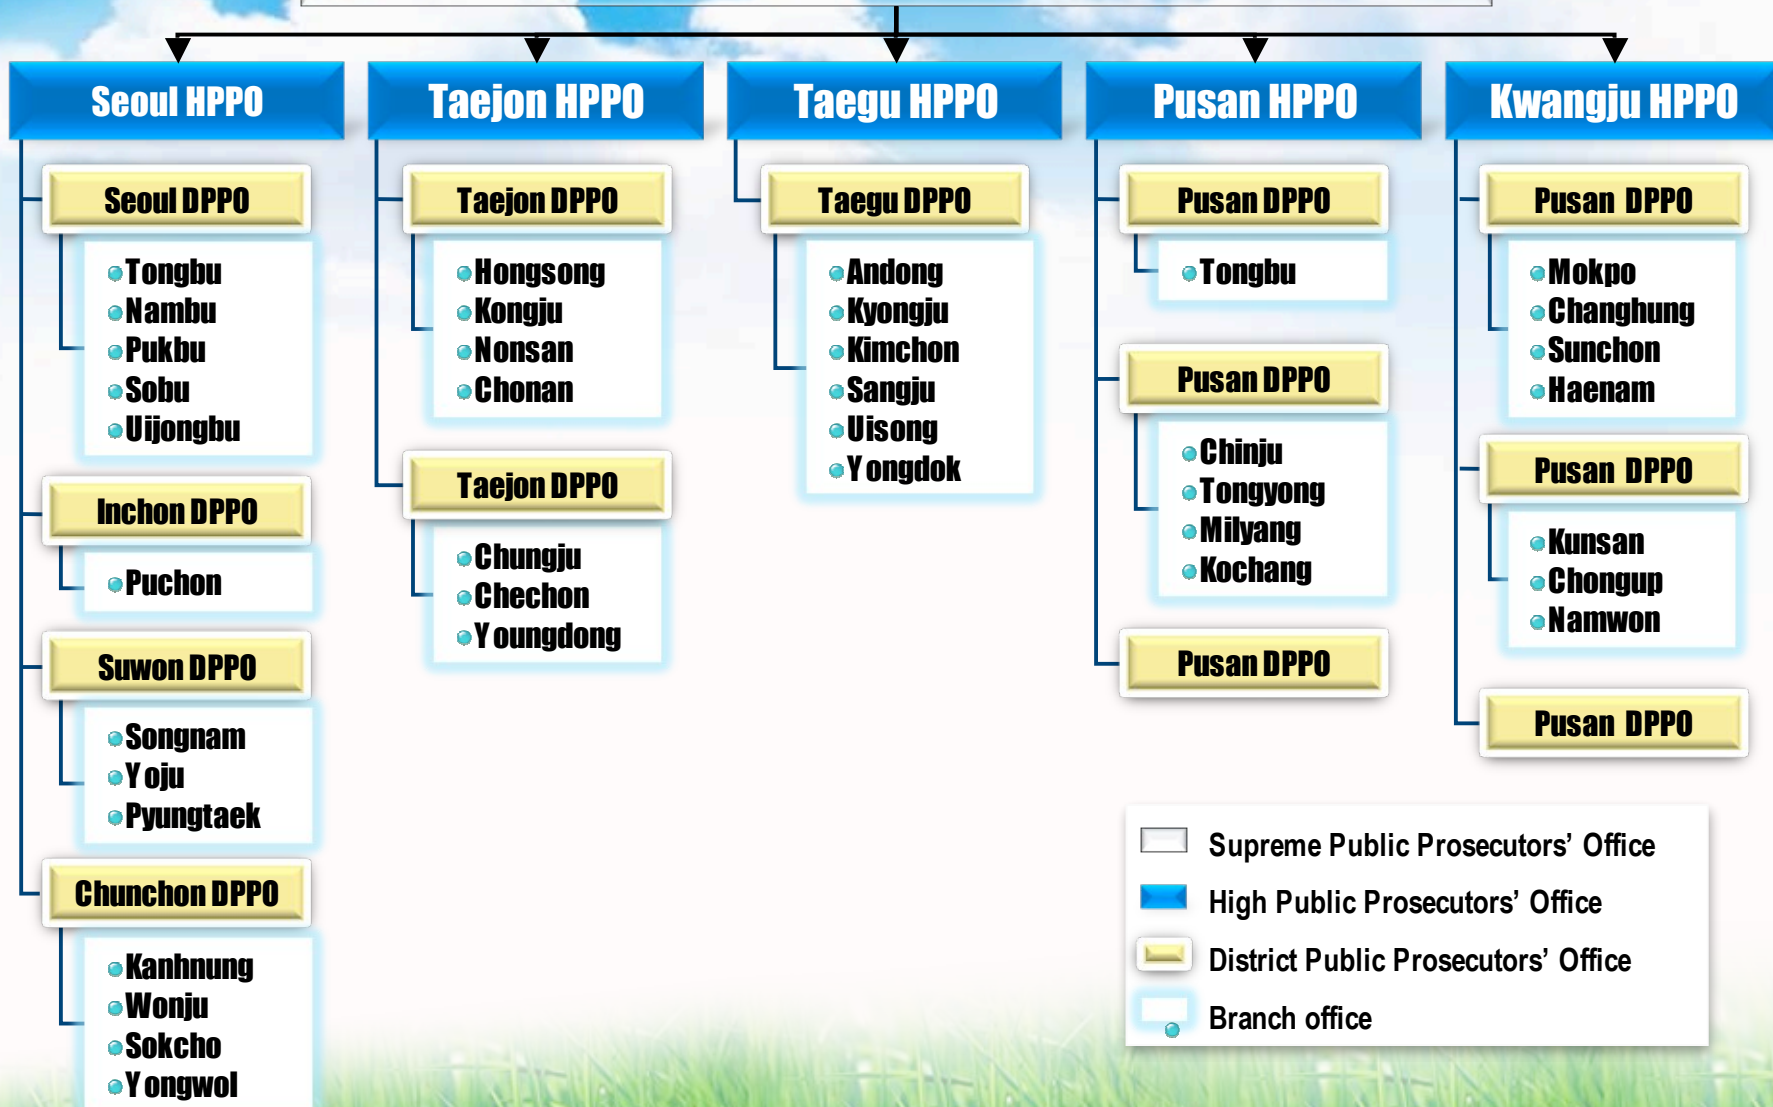 Seoul HPPO
Seoul DPPO
Tongbu
Nambu
Pukbu
Sobu
Uijongbu
Inchon DPPO
Puchon
Suwon DPPO
Songnam
Yoju
Pyungtaek
Chunchon DPPO
Kanhnung
Wonju
Sokcho
Yongwol
Taejon HPPO
Taejon DPPO
Hongsong
Kongju
Nonsan
Chonan
Taejon DPPO
Chungju
Chechon
Youngdong
Taegu HPPO
Taegu DPPO
Andong
Kyongju
Kimchon
Sangju
Uisong
Yongdok
Pusan HPPO
Pusan DPPO
Tongbu
Pusan DPPO
Chinju
Tongyong
Milyang
Kochang
Pusan DPPO
Kwangju HPPO
Pusan DPPO
Mokpo
Changhung
Sunchon
Haenam
Pusan DPPO
Kunsan
Chongup
Namwon
Pusan DPPO
Supreme Public Prosecutors’ Office
High Public Prosecutors’ Office
District Public Prosecutors’ Office
Branch office